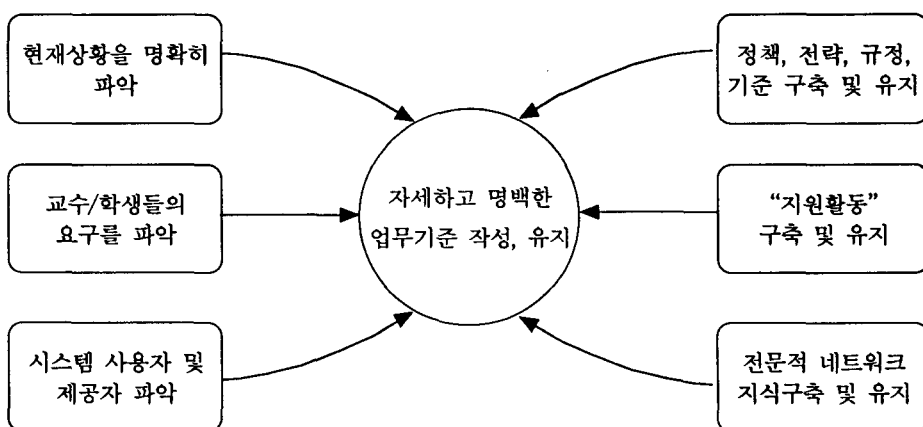 현재상황을 명확히
파악
교수/학생들의
요구를 파악
시스템 사용자 및
제공자 파악
자세하고 명백한
업무기준 작성, 유지
정책, 전략, 규정,
기준 구축 및 유지
“지원활동”
구축 및 유지
전문적 네트워크
지식구축 및 유지